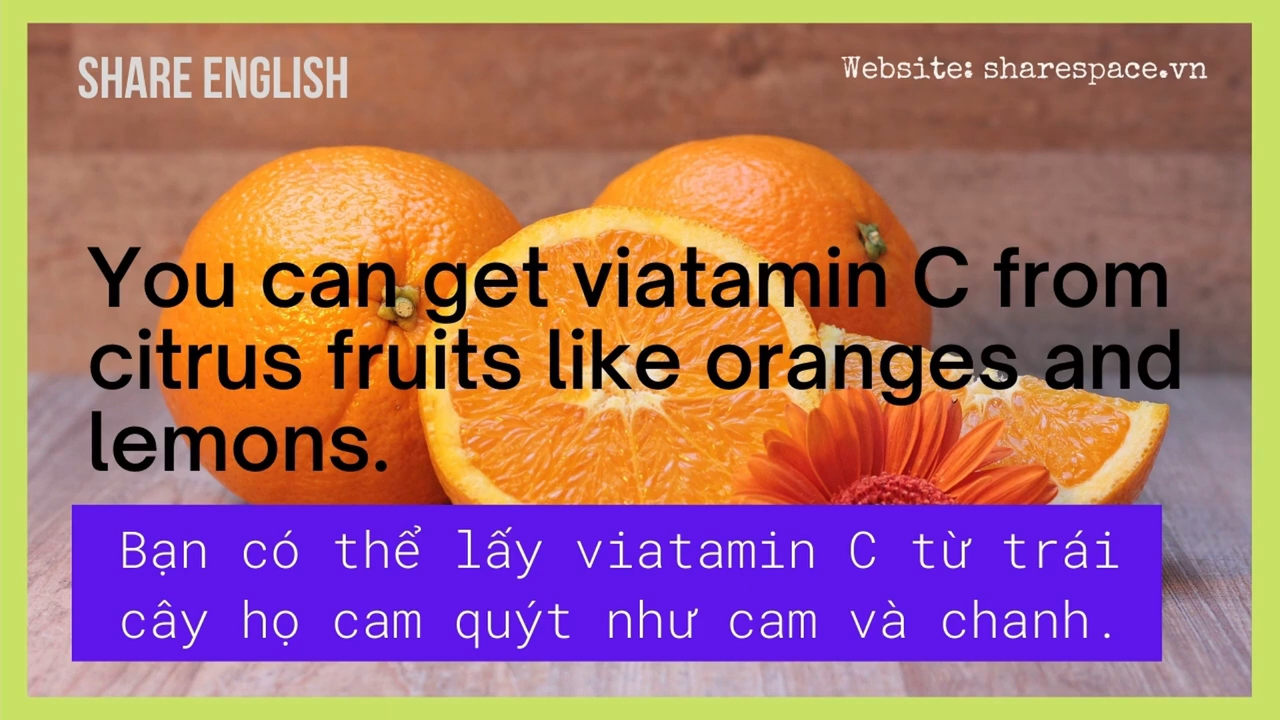 SHARE ENGLISH
Website: sharespace.vn
You can get viatamin C from
citrus fruits like oranges and
lemons.
Bạn có thể lấy viatamin C từ trái
cây họ cam quýt như cam và chanh.